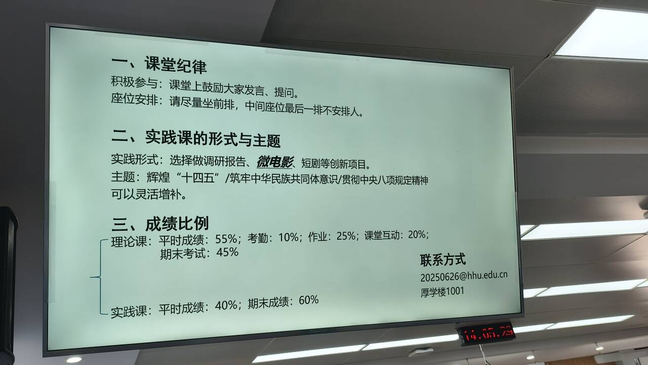 一、课堂纪律
积极参与：课堂上鼓励大家发言、提问。
座位安排：请尽量坐前排，中间座位最后一排不安排人。
二、实践课的形式与主题
实践形式：选择做调研报告、微电影、短剧等创新项目。
主题：辉煌“十四五”/筑牢中华民族共同体意识/贯彻中央八项规定精神
可以灵活增补。
三、成绩比例
理论课：平时成绩：55%；考勤：10%；作业：25%；课堂互动：20%；
期末考试：45%
实践课：平时成绩：40%；期末成绩：60%
联系方式
20250626@hhu.edu.cn
厚学楼1001